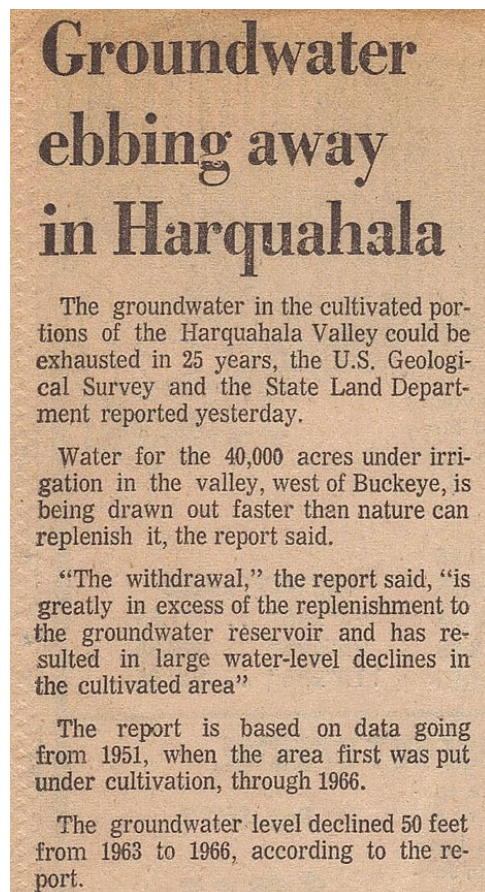 Groundwater
ebbing away
in Harquahala
The groundwater in the cultivated por-
tions of the Harquahala Valley could be
exhausted in 25 years, the U.S. Geologi-
cal Survey and the State Land Depart-
ment reported yesterday.
Water for the 40,000 acres under irri-
gation in the valley, west of Buckeye, is
being drawn out faster than nature can
replenish it, the report said.
“The withdrawal,” the report said, “is
greatly in excess of the replenishment to
the groundwater reservoir and has re-
sulted in large water-level declines in
the cultivated area”
The report is based on data going
from 1951, when the area first was put
under cultivation, through 1966.
The groundwater level declined 50 feet
from 1963 to 1966, according to the re-
port.